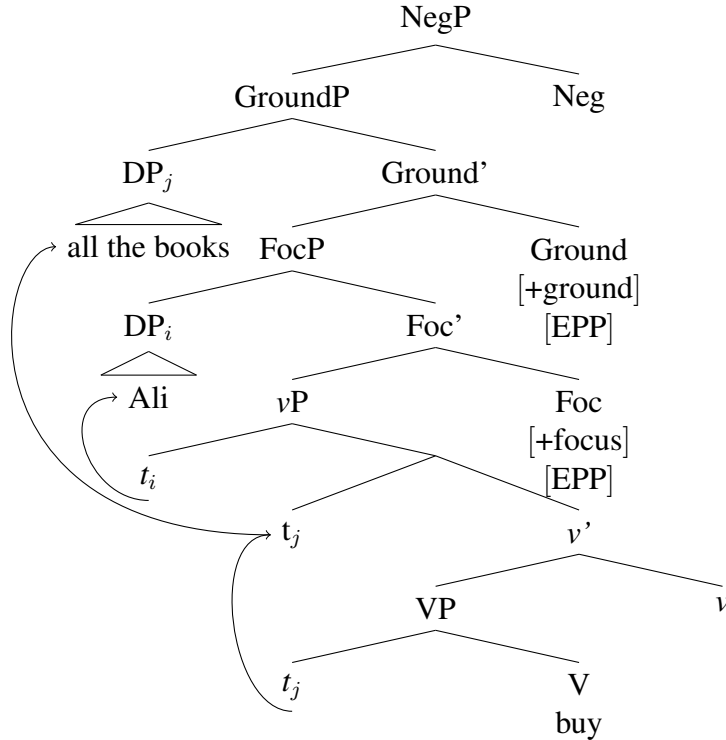 NegP
GroundP Neg
DP_j Ground’
all the books FocP Ground
[+ground]
DP_i Foc’ [EPP]
Ali vP Foc
[+focus]
t_i [EPP]
t_j v’
VP v
t_j V
buy